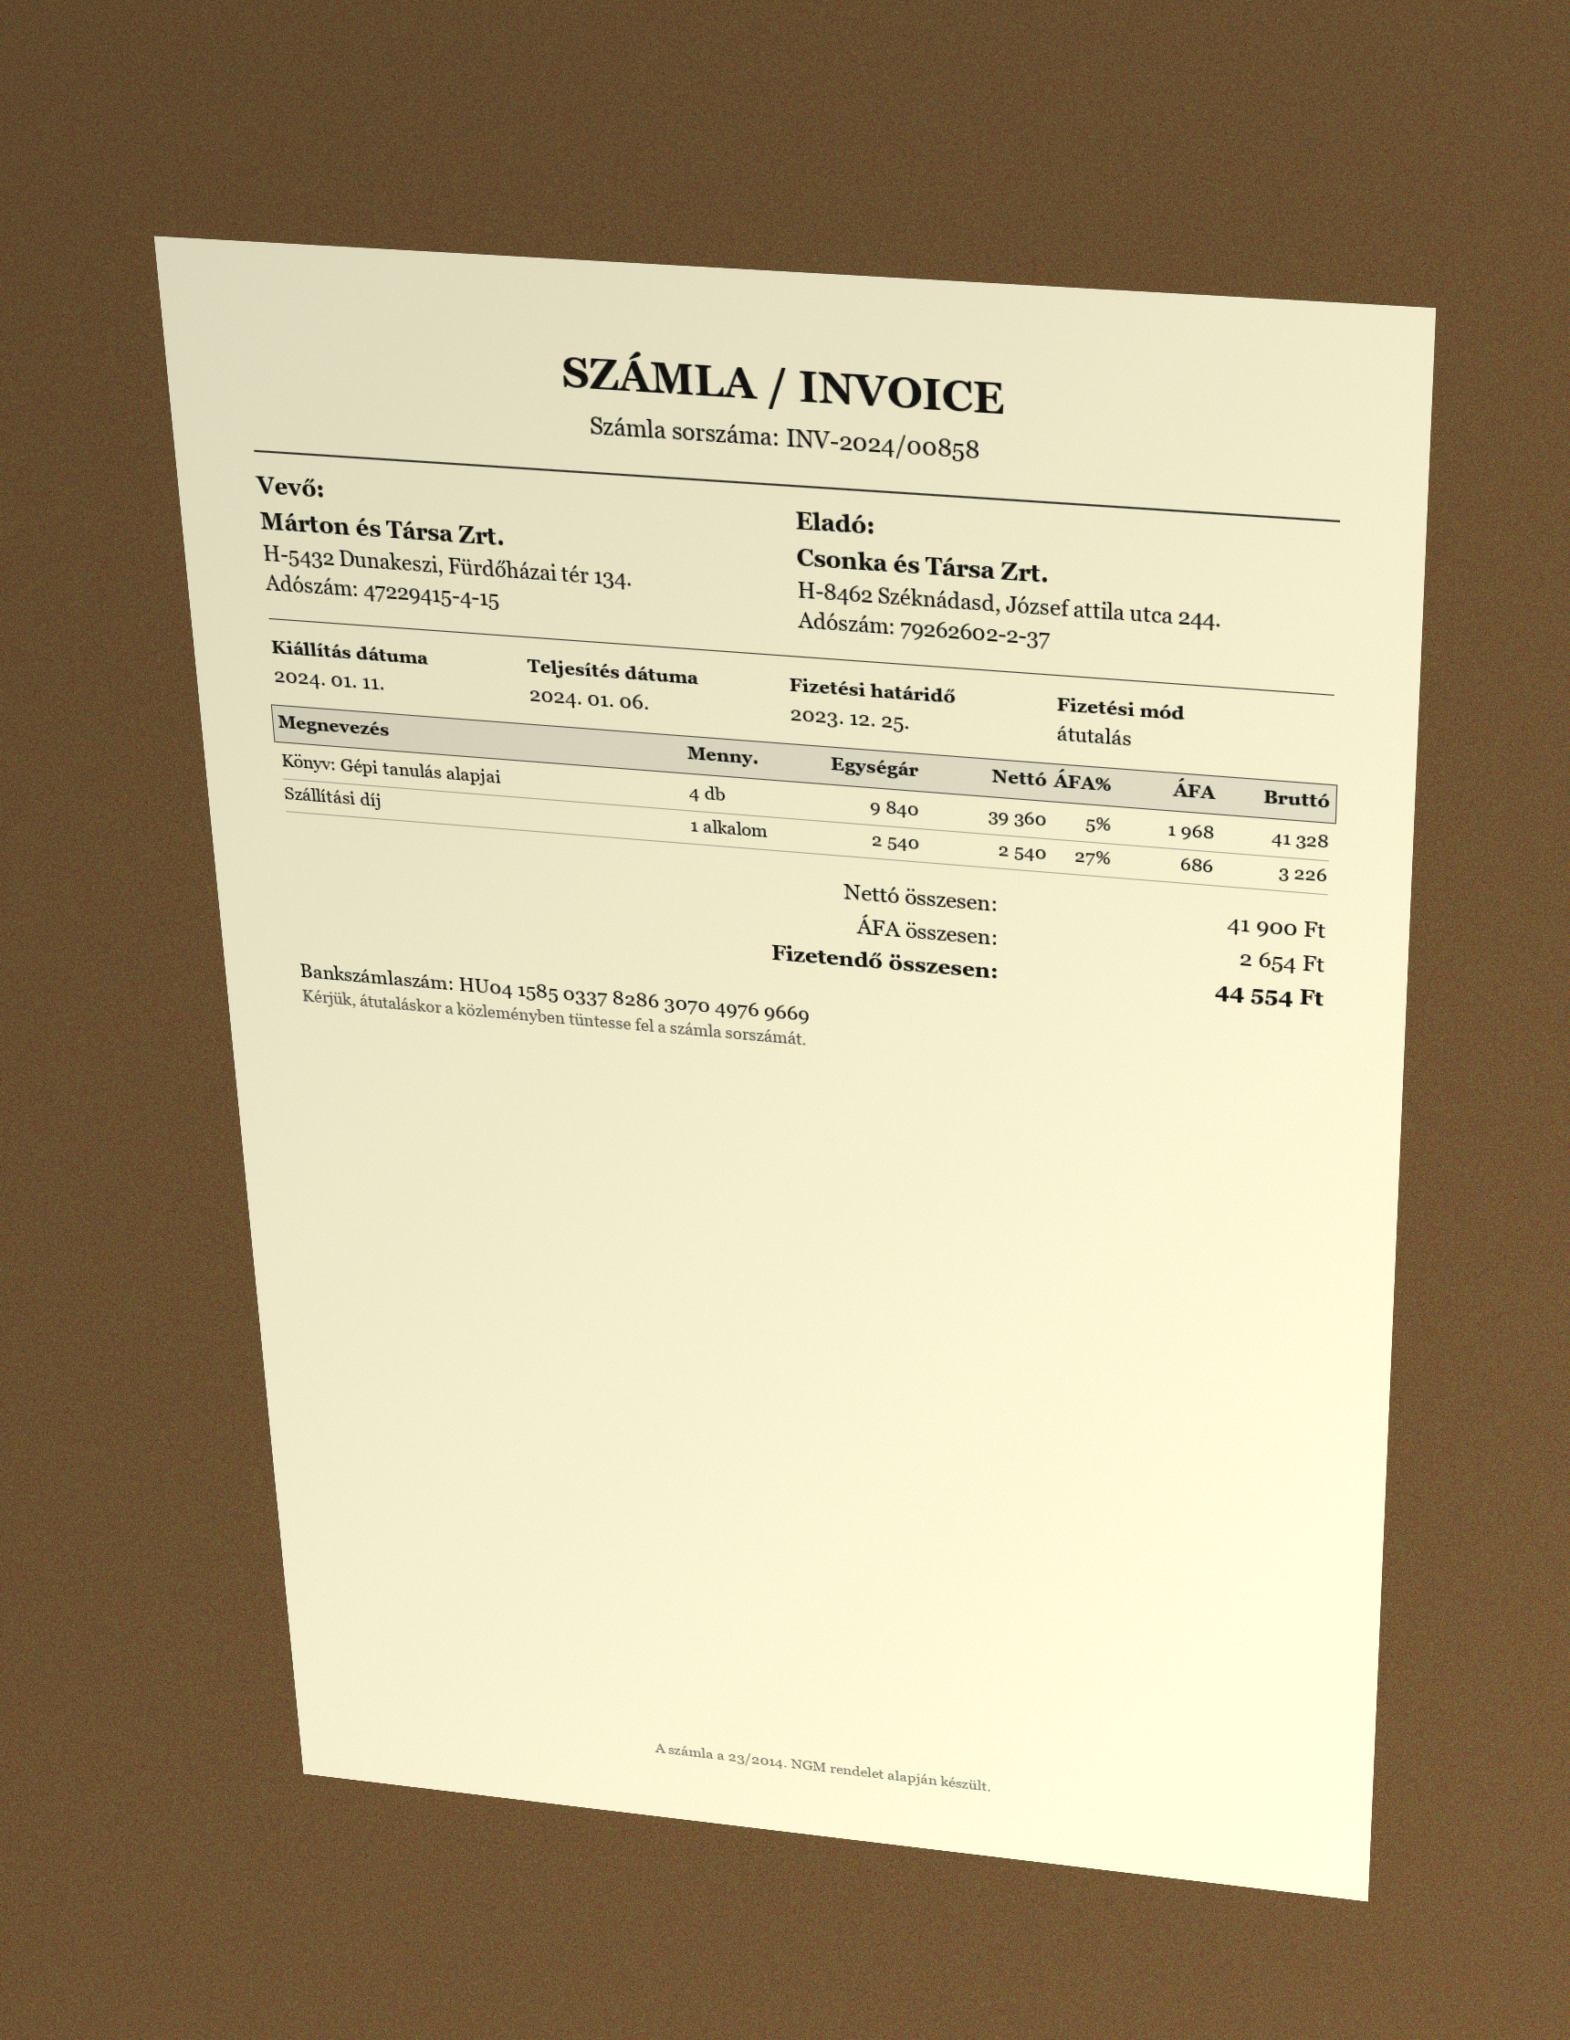 SZÁMLA / INVOICE
Számla sorszáma: INV-2024/00858
Vevő:
Márton és Társa Zrt.
H-5432 Dunakeszi, Fürdőházai tér 134.
Adószám: 47229415-4-15
Eladó:
Csonka és Társa Zrt.
H-8462 Széknádasd, József attila utca 244.
Adószám: 79262602-2-37
Kiállítás dátuma Teljesítés dátuma Fizetési határidő Fizetési mód
2024. 01. 11. 2024. 01. 06. 2023. 12. 25. átutalás
Megnevezés Menny. Egységár Nettó ÁFA% ÁFA Bruttó
Könyv: Gépi tanulás alapjai 4 db 9 840 39 360 5% 1 968 41 328
Szállítási díj 1 alkalom 2 540 2 540 27% 686 3 226
Nettó összesen: 41 900 Ft
ÁFA összesen: 2 654 Ft
Fizetendő összesen: 44 554 Ft
Bankszámlaszám: HU04 1585 0337 8286 3070 4976 9669
Kérjük, átutaláskor a közleményben tüntesse fel a számla sorszámát.
A számla a 23/2014. NGM rendelet alapján készült.